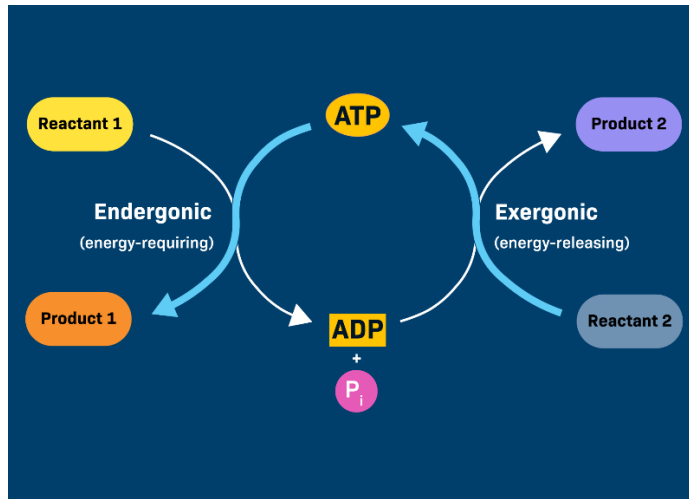 Reactant 1
ATP
Product 2
Endergonic
(energy-requiring)
Exergonic
(energy-releasing)
Product 1
ADP
+
Pi
Reactant 2